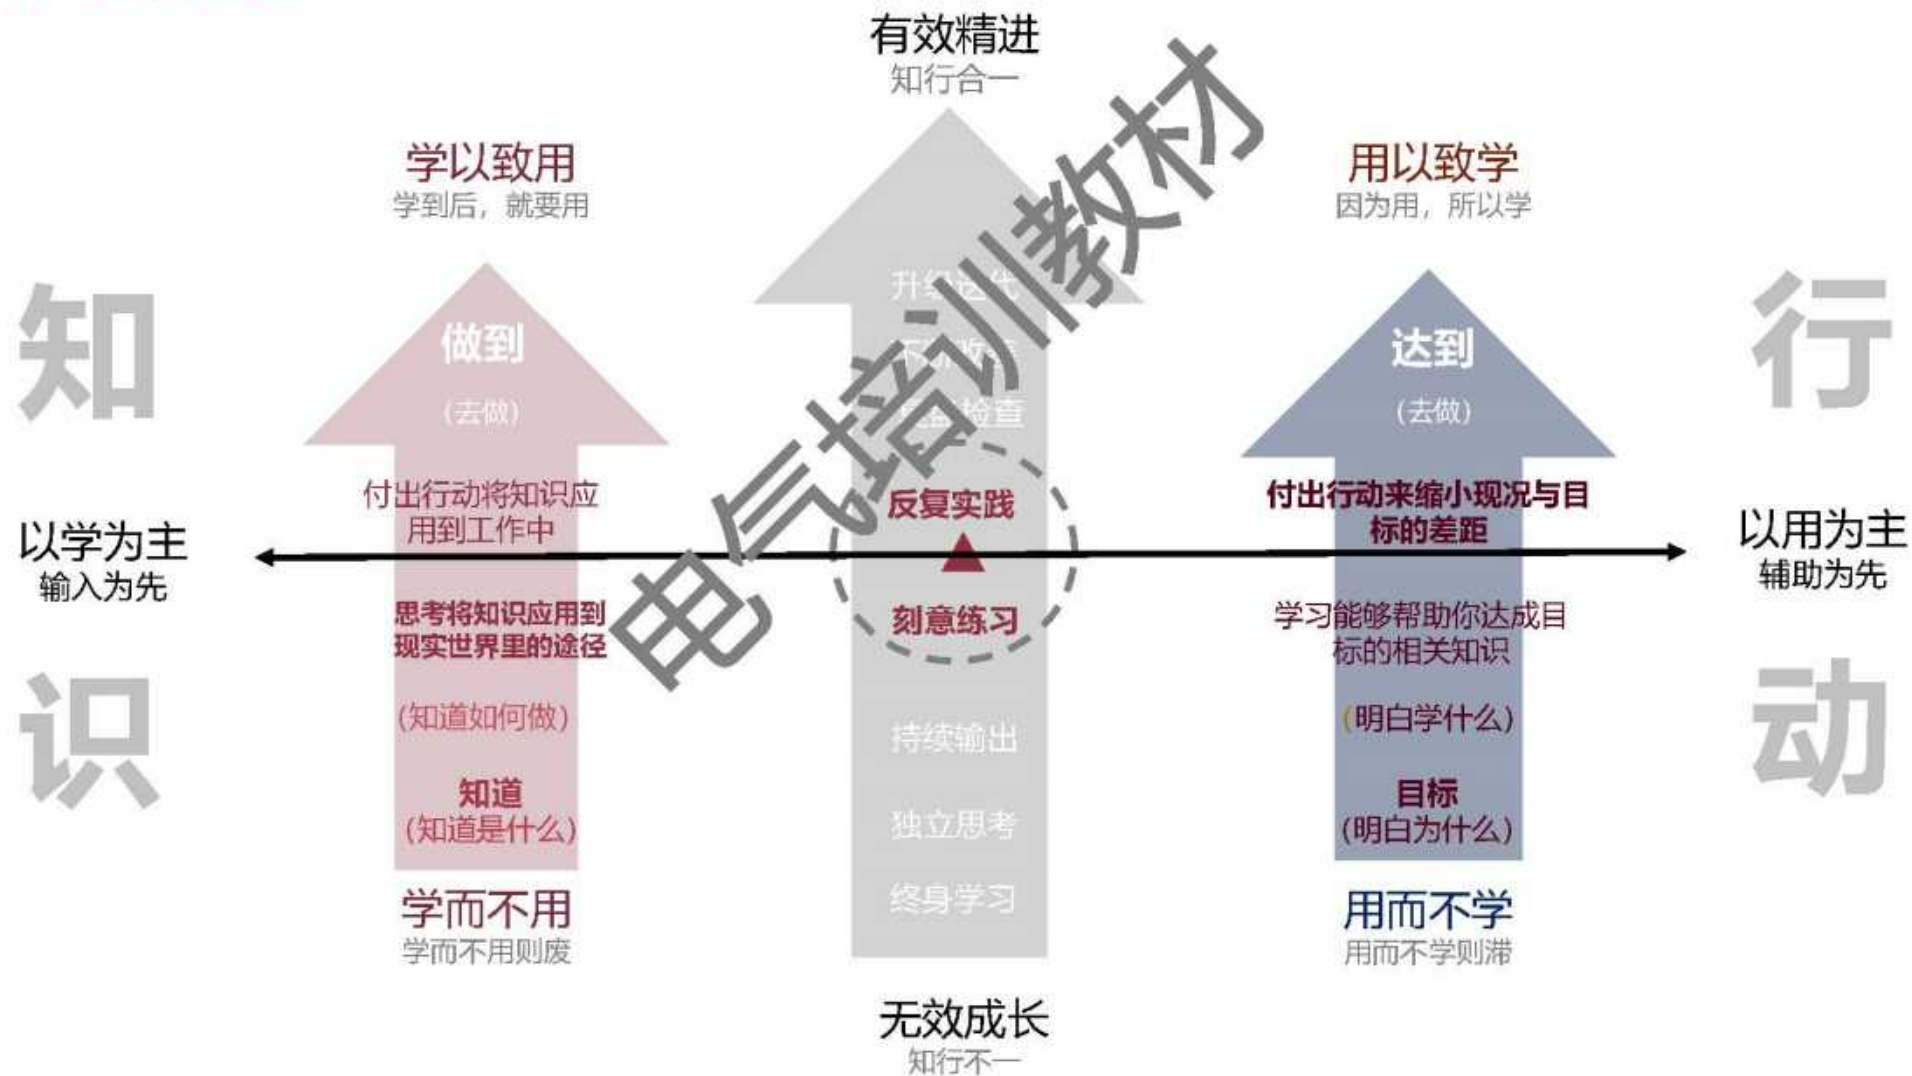 有效精进
知行合一
学以致用
学到后，就要用
用以致学
因为用，所以学
知
识
行
动
做到
(去做)
付出行动将知识应
用到工作中
思考将知识应用到
现实世界里的途径
(知道如何做)
知道
(知道是什么)
学而不用
学而不用则废
升级迭代
检查
反复实践
刻意练习
持续输出
独立思考
终身学习
达到
(去做)
付出行动来缩小现况与目
标的差距
学习能够帮助你达成目
标的相关知识
(明白学什么)
目标
(明白为什么)
用而不学
用而不学则滞
以学为主
输入为先
以用为主
辅助为先
无效成长
知行不一
电气培训教材